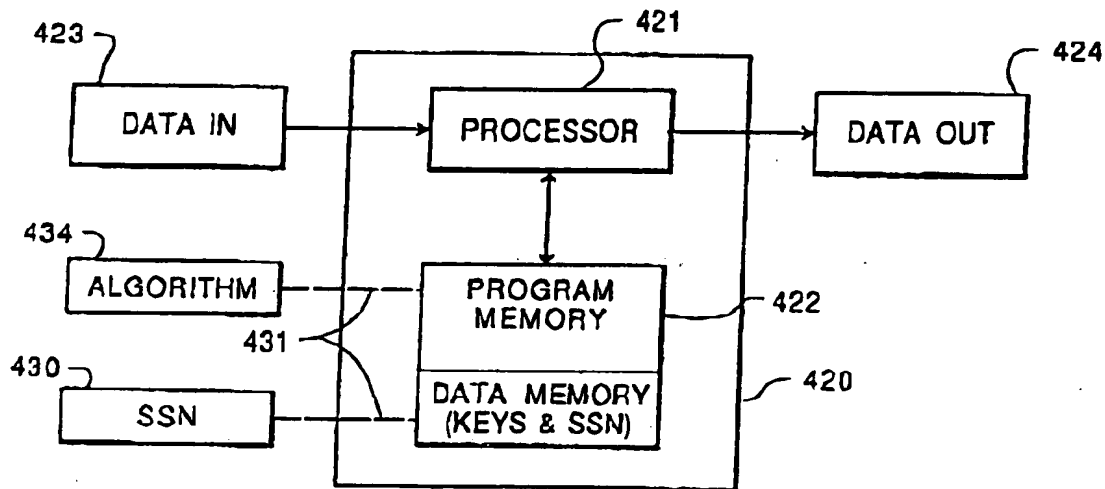 421
423
424
DATA IN
PROCESSOR
DATA OUT
434
ALGORITHM
PROGRAM
MEMORY
422
431
430
420
SSN
DATA MEMORY
(KEYS & SSN)